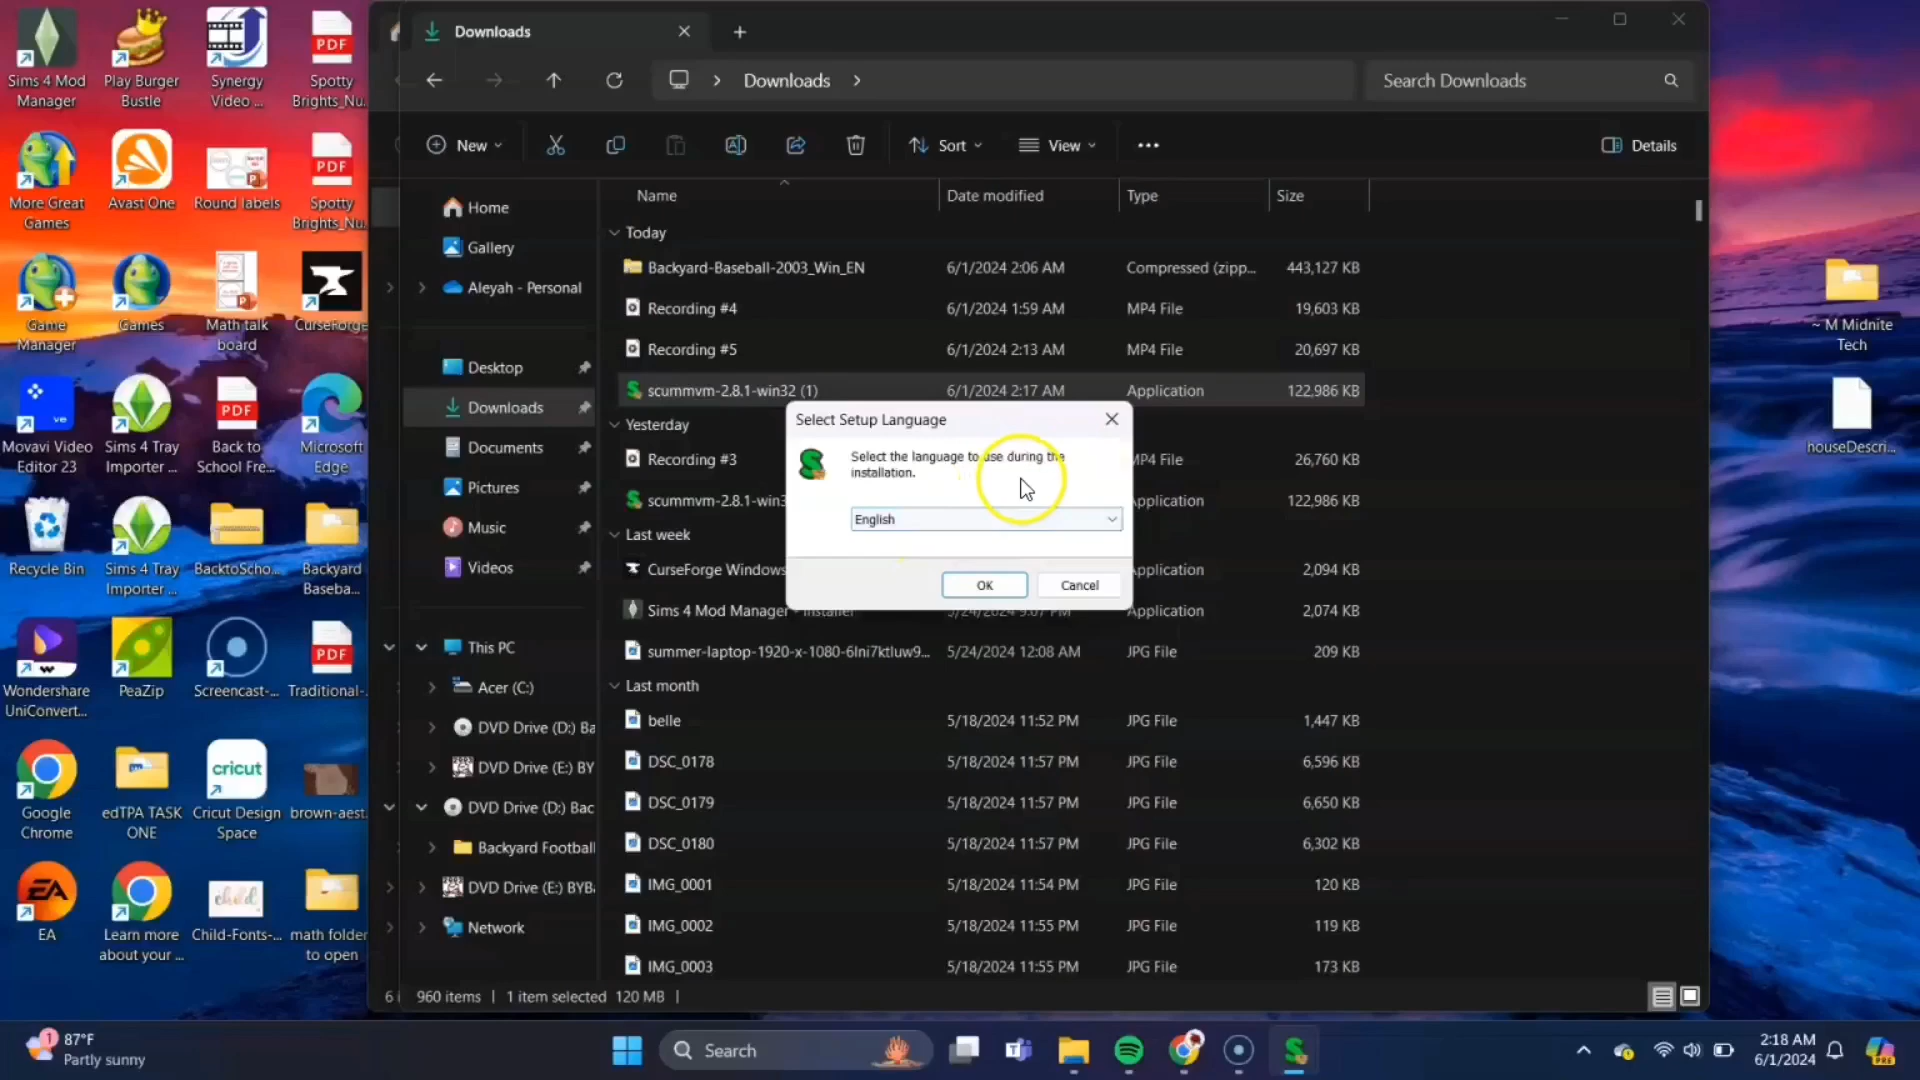 Sims 4 Mod
Manager
Play Burger
Bustle
Synergy
Video ...
PDF
Spotty
Brights_Nu...
More Great
Games
Avast One
Round labels
PDF
Spotty
Brights_Nu...
Game
Manager
Games
Math talk
board
CurseForge
Movavi Video
Editor 23
Sims 4 Tray
Importer ...
PDF
Back to
School Fre...
Microsoft
Edge
Recycle Bin
Sims 4 Tray
Importer ...
BacktoScho...
Backyard
Baseba...
Wondershare
UniConvert...
PeaZip
Screencast-...
PDF
Traditional-...
Google
Chrome
edTPA TASK
ONE
cricut
Cricut Design
Space
brown-aest...
EA
EA
Learn more
about your ...
child
Child-Fonts-...
math folder
to open
Downloads
Downloads
Search Downloads
New
Sort
View
Details
Home
Gallery
Aleyah - Personal
Desktop
Downloads
Documents
Pictures
Music
Videos
This PC
Acer (C:)
DVD Drive (D:) Ba
DVD Drive (E:) BY
DVD Drive (D:) Bac
Backyard Football
DVD Drive (E:) BYB
Network
Name Date modified Type Size
Today
Backyard-Baseball-2003_Win_EN 6/1/2024 2:06 AM Compressed (zipp... 443,127 KB
Recording #4 6/1/2024 1:59 AM MP4 File 19,603 KB
Recording #5 6/1/2024 2:13 AM MP4 File 20,697 KB
scummvm-2.8.1-win32 (1) 6/1/2024 2:17 AM Application 122,986 KB
Yesterday
Recording #3 MP4 File 26,760 KB
scummvm-2.8.1-win3 Application 122,986 KB
Last week
CurseForge Windows Application 2,094 KB
Sims 4 Mod Manager - Installer 5/24/2024 9:07 PM Application 2,074 KB
summer-laptop-1920-x-1080-6lni7ktluw9... 5/24/2024 12:08 AM JPG File 209 KB
Last month
belle 5/18/2024 11:52 PM JPG File 1,447 KB
DSC_0178 5/18/2024 11:57 PM JPG File 6,596 KB
DSC_0179 5/18/2024 11:57 PM JPG File 6,650 KB
DSC_0180 5/18/2024 11:57 PM JPG File 6,302 KB
IMG_0001 5/18/2024 11:54 PM JPG File 120 KB
IMG_0002 5/18/2024 11:55 PM JPG File 119 KB
IMG_0003 5/18/2024 11:55 PM JPG File 173 KB
6 960 items 1 item selected 120 MB
Select Setup Language
Select the language to use during the
installation.
English
OK Cancel
~ M Midnite
Tech
houseDescri...
1
87°F
Partly sunny
Search
2:18 AM
6/1/2024
PRE